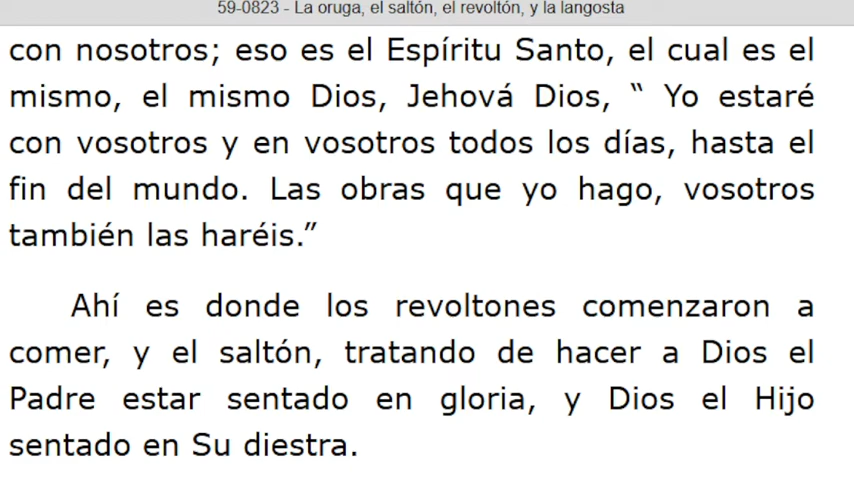 59-0823 - La oruga, el saltón, el revoltón, y la langosta
con nosotros; eso es el Espíritu Santo, el cual es el
mismo, el mismo Dios, Jehová Dios, “ Yo estaré
con vosotros y en vosotros todos los días, hasta el
fin del mundo. Las obras que yo hago, vosotros
también las haréis.”
Ahí es donde los revoltones comenzaron a
comer, y el saltón, tratando de hacer a Dios el
Padre estar sentado en gloria, y Dios el Hijo
sentado en Su diestra.